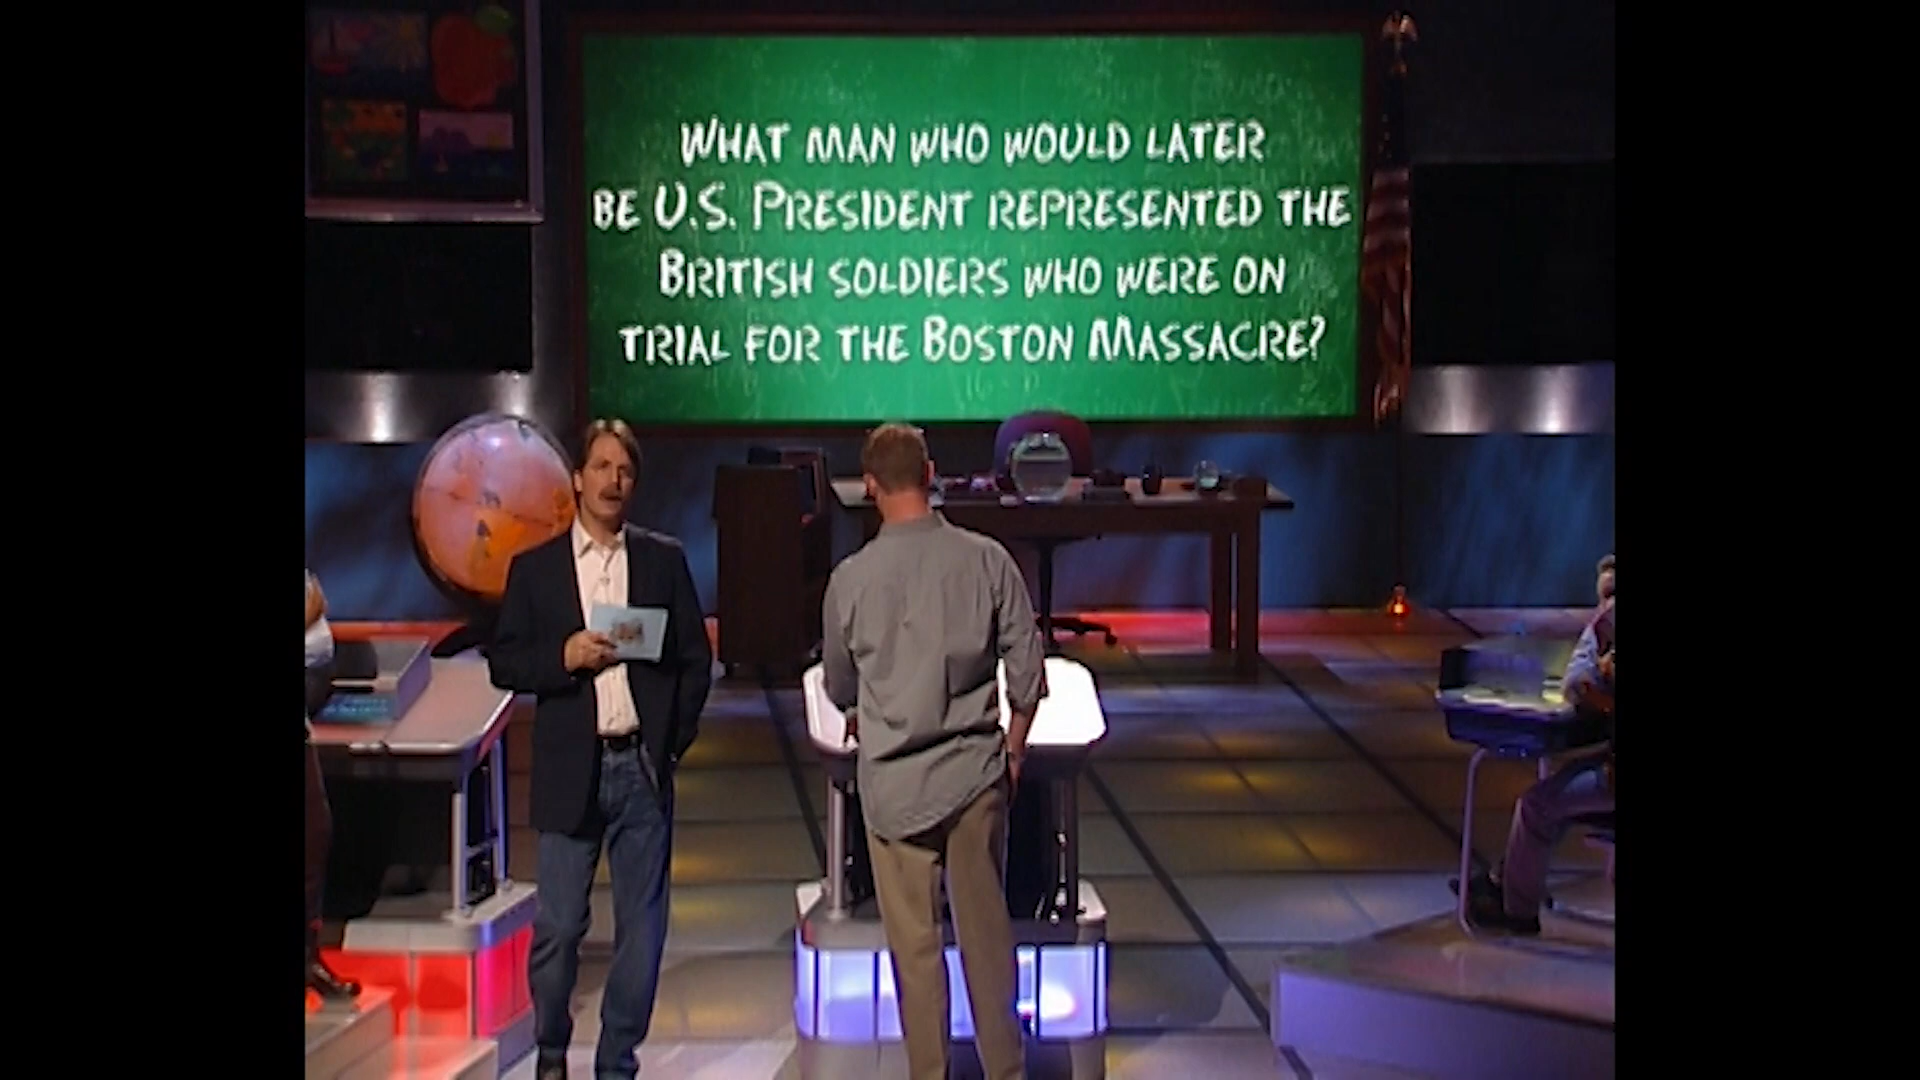 What man who would later
be U.S. President represented the
British soldiers who were on
trial for the Boston Massacre?